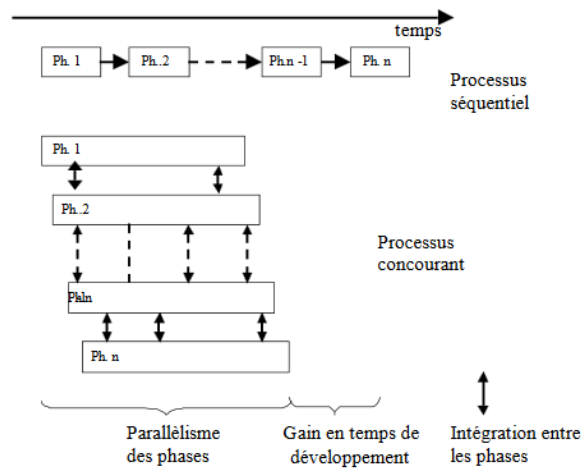 temps
Ph. 1
Ph..2
Ph.n -1
Ph. n
Processus
séquentiel
Ph. 1
Ph..2
Processus
concourant
Ph. n
Parallèlisme
des phases
Gain en temps de
développement
Intégration entre
les phases